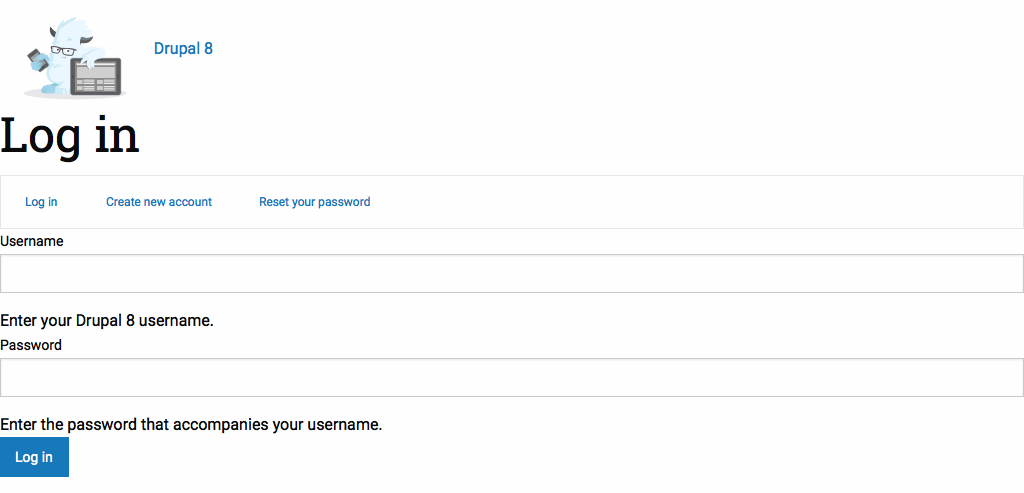 Drupal 8
Log in
Log in Create new account Reset your password
Username
Enter your Drupal 8 username.
Password
Enter the password that accompanies your username.
Log in